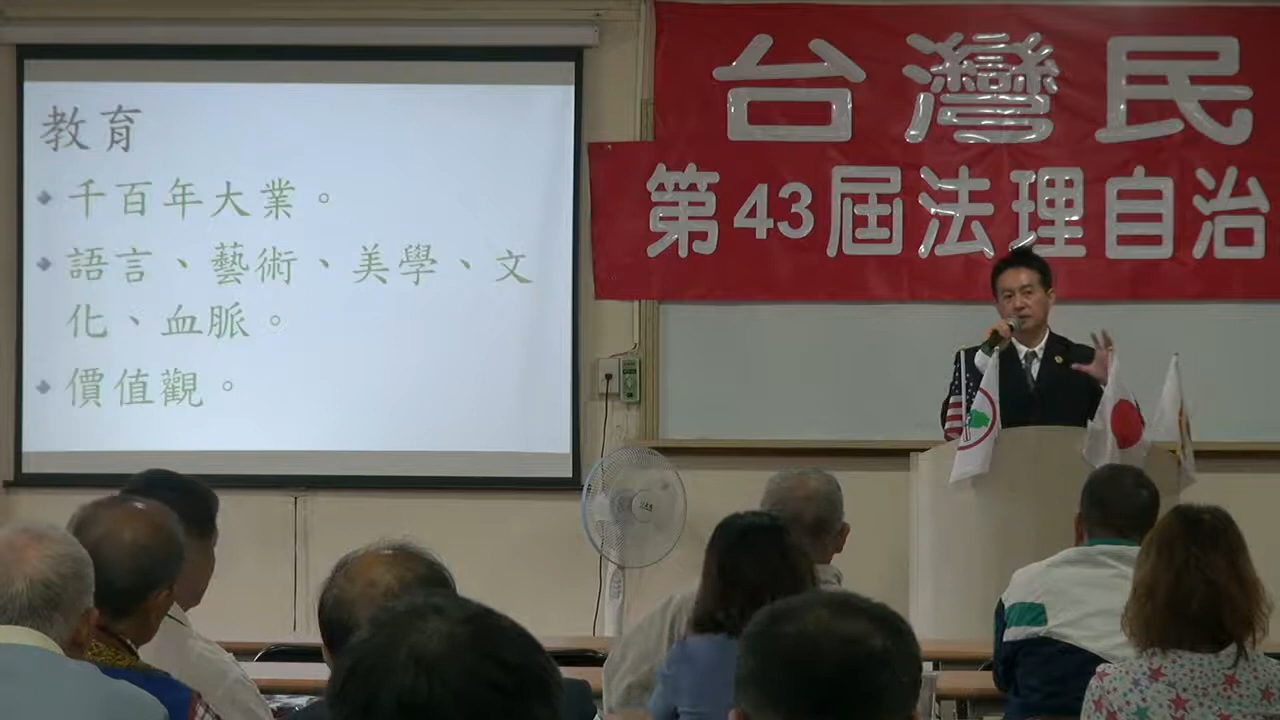 教育
千百年大業。
語言、藝術、美學、文
化、血脈。
價值觀。
台灣民
第43屆法理自治